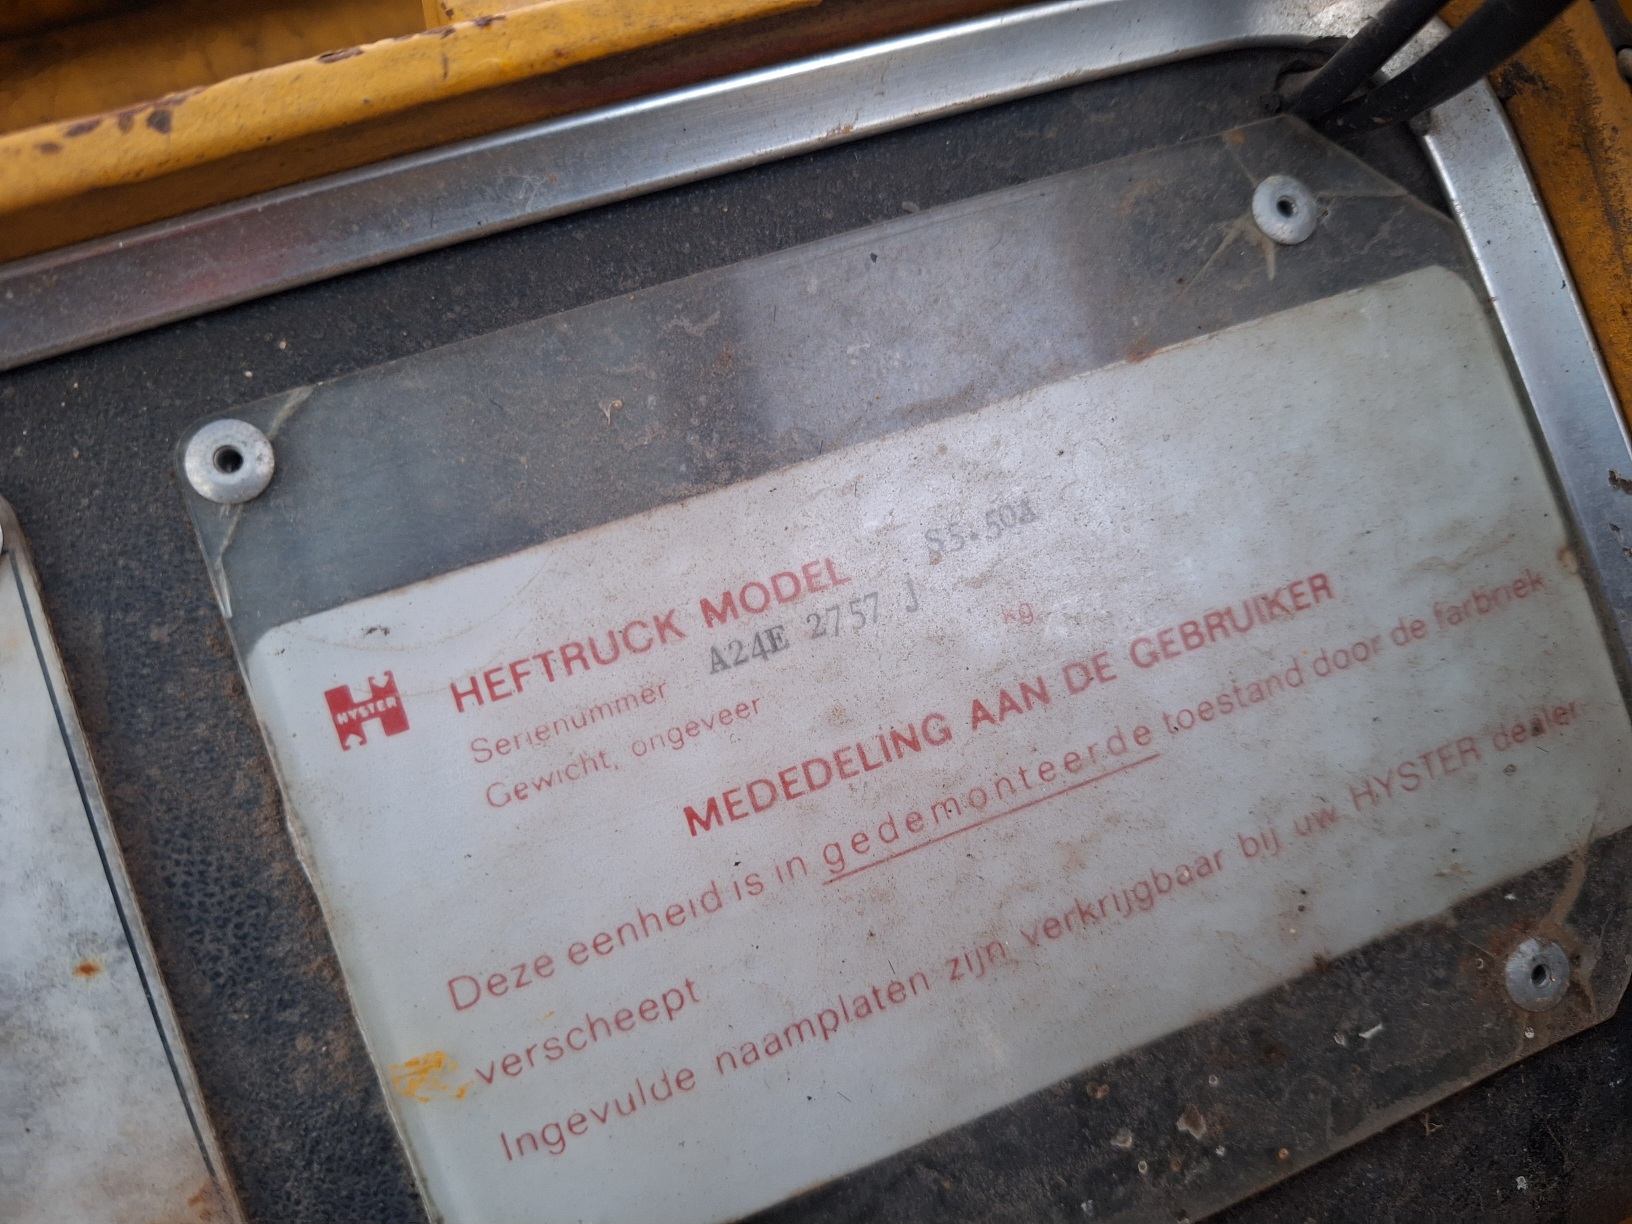 HYSTER
HEFTRUCK MODEL S5.50A
Serienummer A24E 2757 J
Gewicht, ongeveer kg
MEDEDELING AAN DE GEBRUIKER
Deze eenheid is in gedemonteerde toestand door de farbriek
verscheept
Ingevulde naamplaten zijn verkrijgbaar bij uw HYSTER dealer